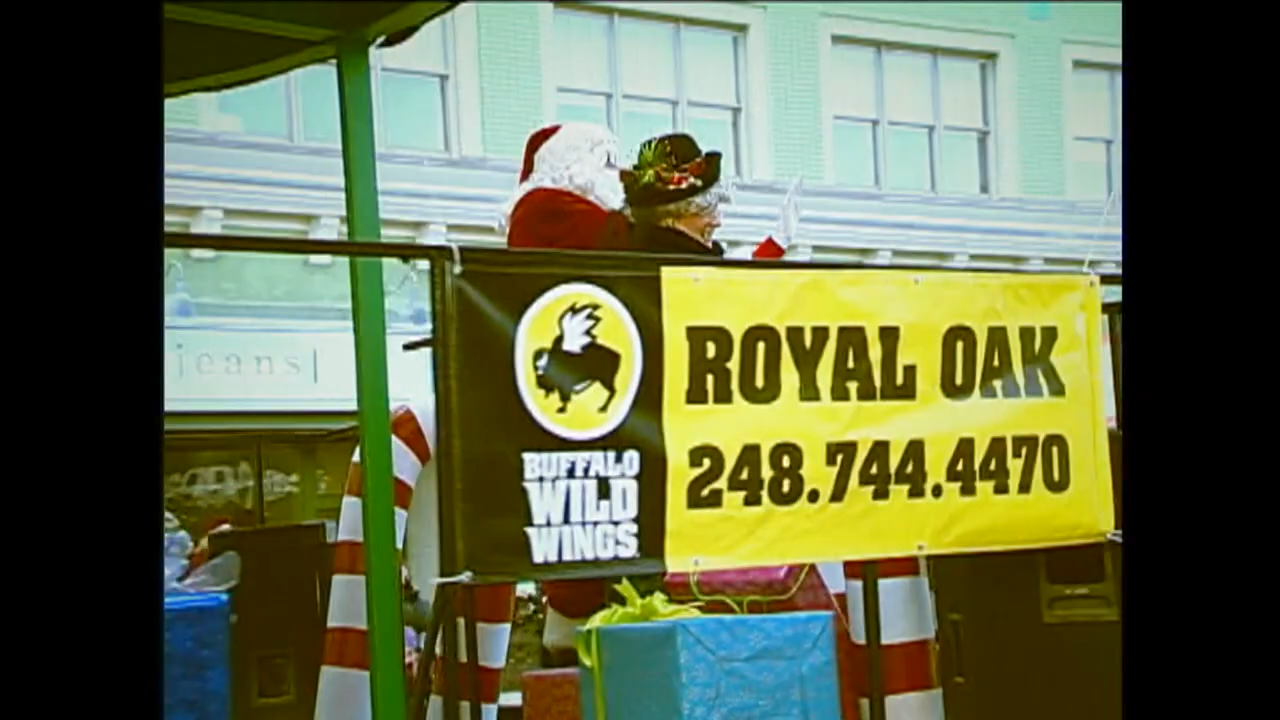 jeans|
BUFFALO
WILD
WINGS
ROYAL OAK
248.744.4470